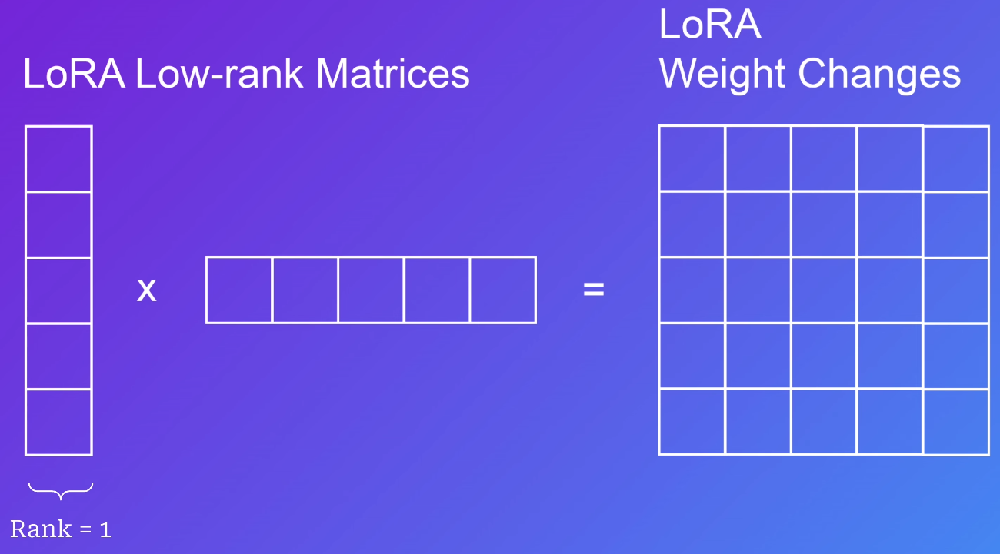 LoRA Low-rank Matrices
LoRA
Weight Changes
x
=
Rank = 1